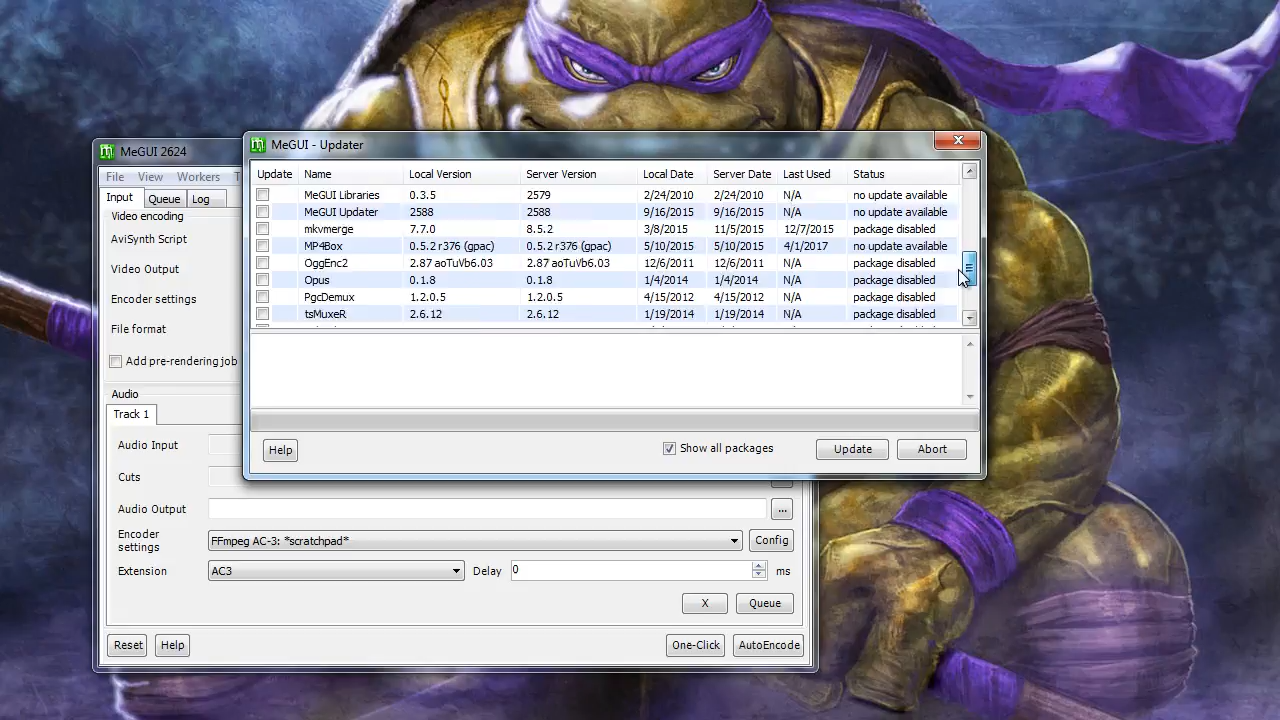 MeGUI 2624
MeGUI - Updater
File View Workers T
Input Queue Log
Video encoding
AviSynth Script
Video Output
Encoder settings
File format
Add pre-rendering job
Update Name Local Version Server Version Local Date Server Date Last Used Status
MeGUI Libraries 0.3.5 2579 2/24/2010 2/24/2010 N/A no update available
MeGUI Updater 2588 2588 9/16/2015 9/16/2015 N/A no update available
mkvmerge 7.7.0 8.5.2 3/8/2015 11/5/2015 12/7/2015 package disabled
MP4Box 0.5.2 r376 (gpac) 0.5.2 r376 (gpac) 5/10/2015 5/10/2015 4/1/2017 no update available
OggEnc2 2.87 aoTuVb6.03 2.87 aoTuVb6.03 12/6/2011 12/6/2011 N/A package disabled
Opus 0.1.8 0.1.8 1/4/2014 1/4/2014 N/A package disabled
PgcDemux 1.2.0.5 1.2.0.5 4/15/2012 4/15/2012 N/A package disabled
tsMuxeR 2.6.12 2.6.12 1/19/2014 1/19/2014 N/A package disabled
Help Show all packages Update Abort
Audio
Track 1
Audio Input
Cuts
Audio Output ...
Encoder settings FFmpeg AC-3: *scratchpad* Config
Extension AC3 Delay 0 ms
X Queue
Reset Help One-Click AutoEncode